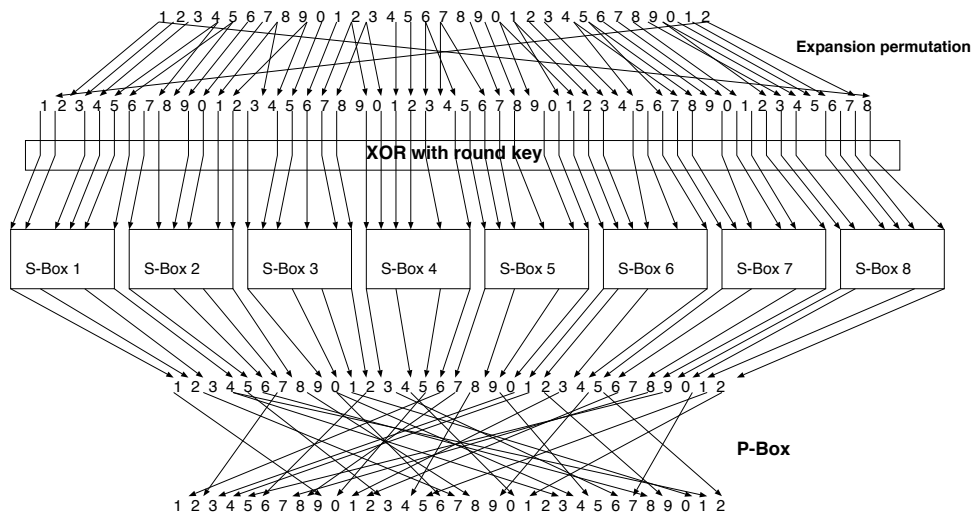 1 2 3 4 5 6 7 8 9 0 1 2 3 4 5 6 7 8 9 0 1 2 3 4 5 6 7 8 9 0 1 2
Expansion permutation
1 2 3 4 5 6 7 8 9 0 1 2 3 4 5 6 7 8 9 0 1 2 3 4 5 6 7 8 9 0 1 2 3 4 5 6 7 8 9 0 1 2 3 4 5 6 7 8
XOR with round key
S-Box 1 S-Box 2 S-Box 3 S-Box 4 S-Box 5 S-Box 6 S-Box 7 S-Box 8
1 2 3 4 5 6 7 8 9 0 1 2 3 4 5 6 7 8 9 0 1 2 3 4 5 6 7 8 9 0 1 2
P-Box
1 2 3 4 5 6 7 8 9 0 1 2 3 4 5 6 7 8 9 0 1 2 3 4 5 6 7 8 9 0 1 2